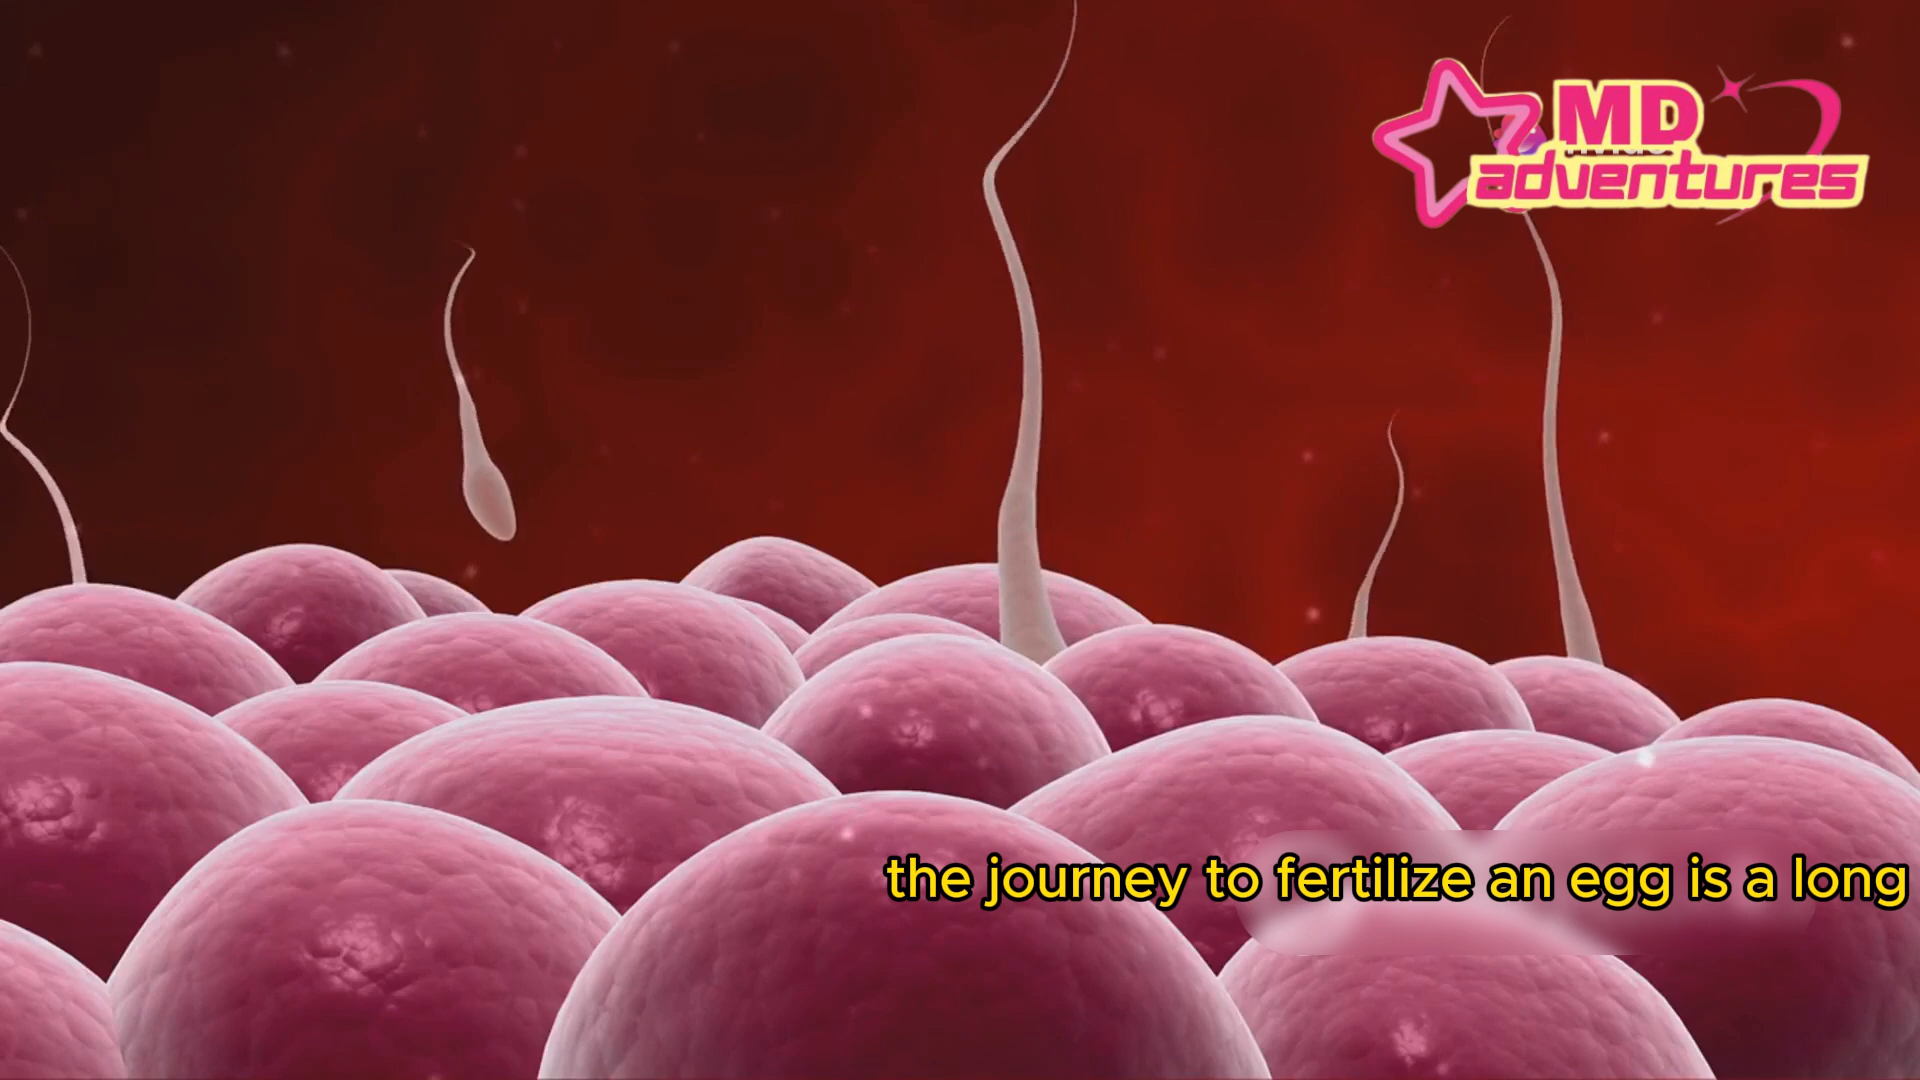 MD
adventures
the journey to fertilize an egg is a long